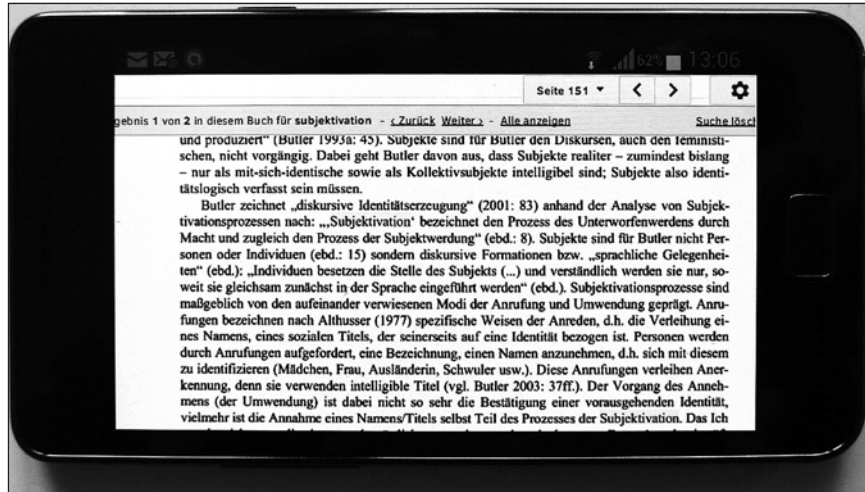 62% 13:06
Seite 151
gebnis 1 von 2 in diesem Buch für subjektivation - < Zurück Weiter > - Alle anzeigen Suche lösch
und produziert“ (Butler 1993a: 45). Subjekte sind für Butler den Diskursen, auch den feministi-
schen, nicht vorgängig. Dabei geht Butler davon aus, dass Subjekte realiter – zumindest bislang
– nur als mit-sich-identische sowie als Kollektivsubjekte intelligibel sind; Subjekte also identi-
tätslogisch verfasst sein müssen.
Butler zeichnet „diskursive Identitätserzeugung“ (2001: 83) anhand der Analyse von Subjek-
tivationsprozessen nach: „‚Subjektivation‘ bezeichnet den Prozess des Unterworfenwerdens durch
Macht und zugleich den Prozess der Subjektwerdung“ (ebd.: 8). Subjekte sind für Butler nicht Per-
sonen oder Individuen (ebd.: 15) sondern diskursive Formationen bzw. „sprachliche Gelegenhei-
ten“ (ebd.): „Individuen besetzen die Stelle des Subjekts (...) und verständlich werden sie nur, so-
weit sie gleichsam zunächst in der Sprache eingeführt werden“ (ebd.). Subjektivationsprozesse sind
maßgeblich von den aufeinander verwiesenen Modi der Anrufung und Umwendung geprägt. Anru-
fungen bezeichnen nach Althusser (1977) spezifische Weisen der Anreden, d.h. die Verleihung ei-
nes Namens, eines sozialen Titels, der seinerseits auf eine Identität bezogen ist. Personen werden
durch Anrufungen aufgefordert, eine Bezeichnung, einen Namen anzunehmen, d.h. sich mit diesem
zu identifizieren (Mädchen, Frau, Ausländerin, Schwuler usw.). Diese Anrufungen verleihen Aner-
kennung, denn sie verwenden intelligible Titel (vgl. Butler 2003: 37ff.). Der Vorgang des Anneh-
mens (der Umwendung) ist dabei nicht so sehr die Bestätigung einer vorausgehenden Identität,
vielmehr ist die Annahme eines Namens/Titels selbst Teil des Prozesses der Subjektivation. Das Ich